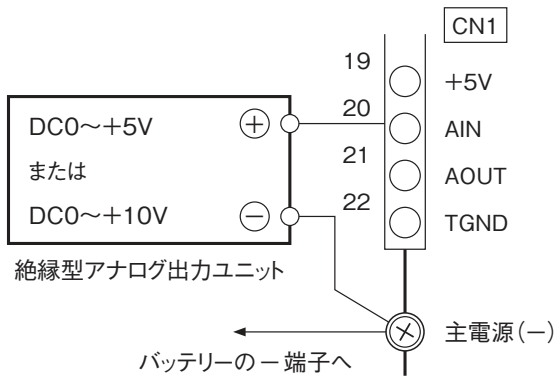 CN1
19
+5V
20
AIN
21
AOUT
22
TGND
DC0～+5V
または
DC0～+10V
+
−
絶縁型アナログ出力ユニット
主電源(−)
バッテリーの−端子へ